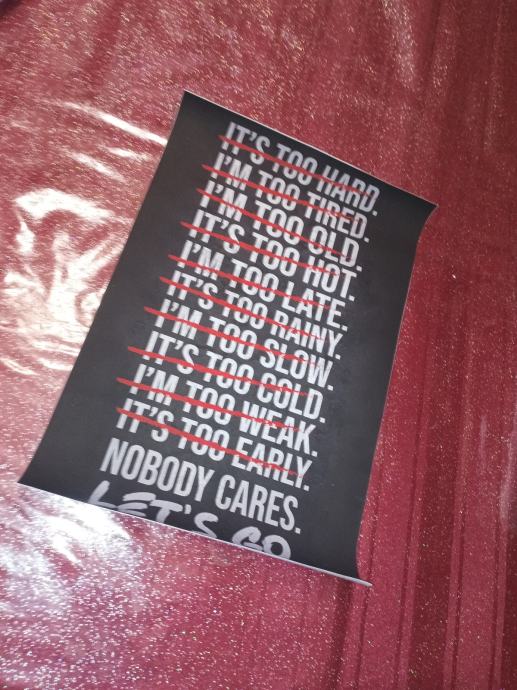 IT'S TOO HARD.
I'M TOO TIRED.
I'M TOO OLD.
IT'S TOO HOT.
I'M TOO LATE.
IT'S TOO RAINY.
I'M TOO SLOW.
IT'S TOO COLD.
I'M TOO WEAK.
IT'S TOO EARLY.
NOBODY CARES.
LET'S GO